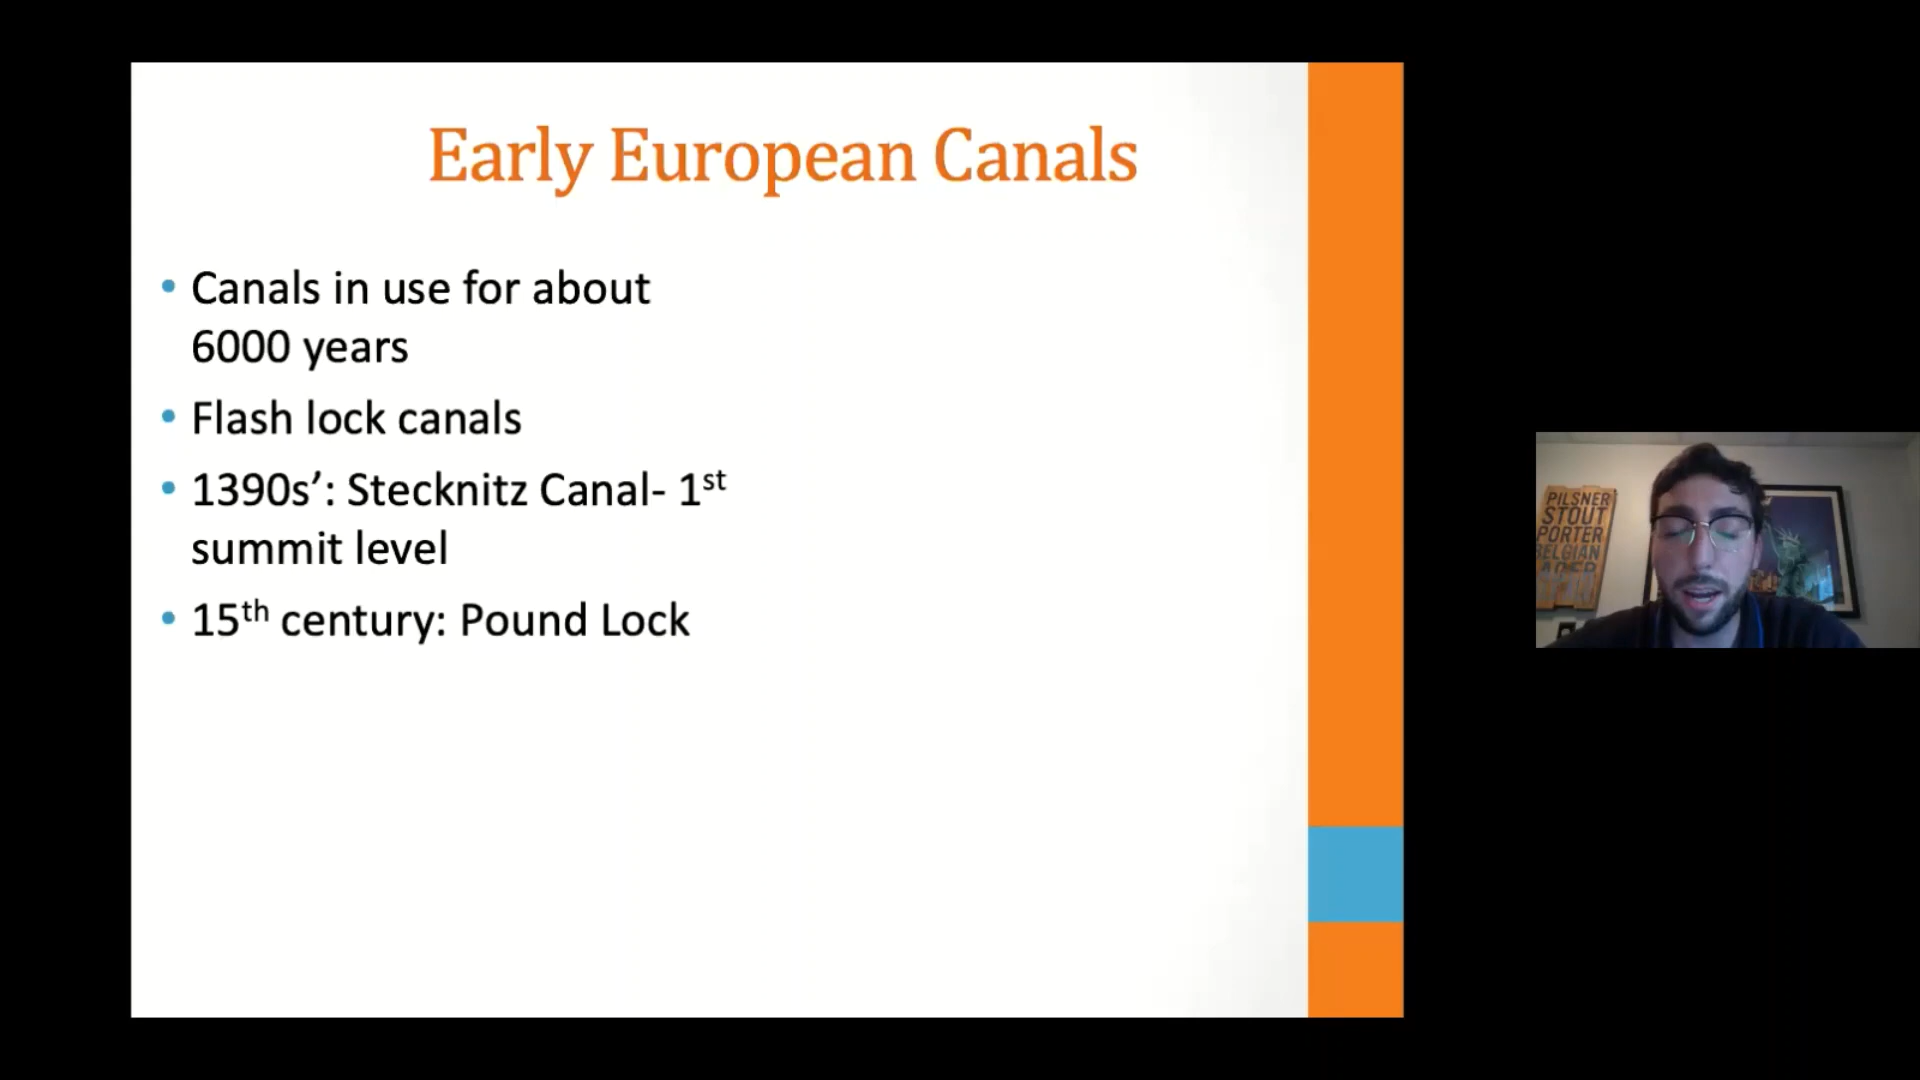 Early European Canals
• Canals in use for about
6000 years
• Flash lock canals
• 1390s’: Stecknitz Canal- 1st
summit level
• 15th century: Pound Lock
PILSNER
STOUT
PORTER
BELGIAN